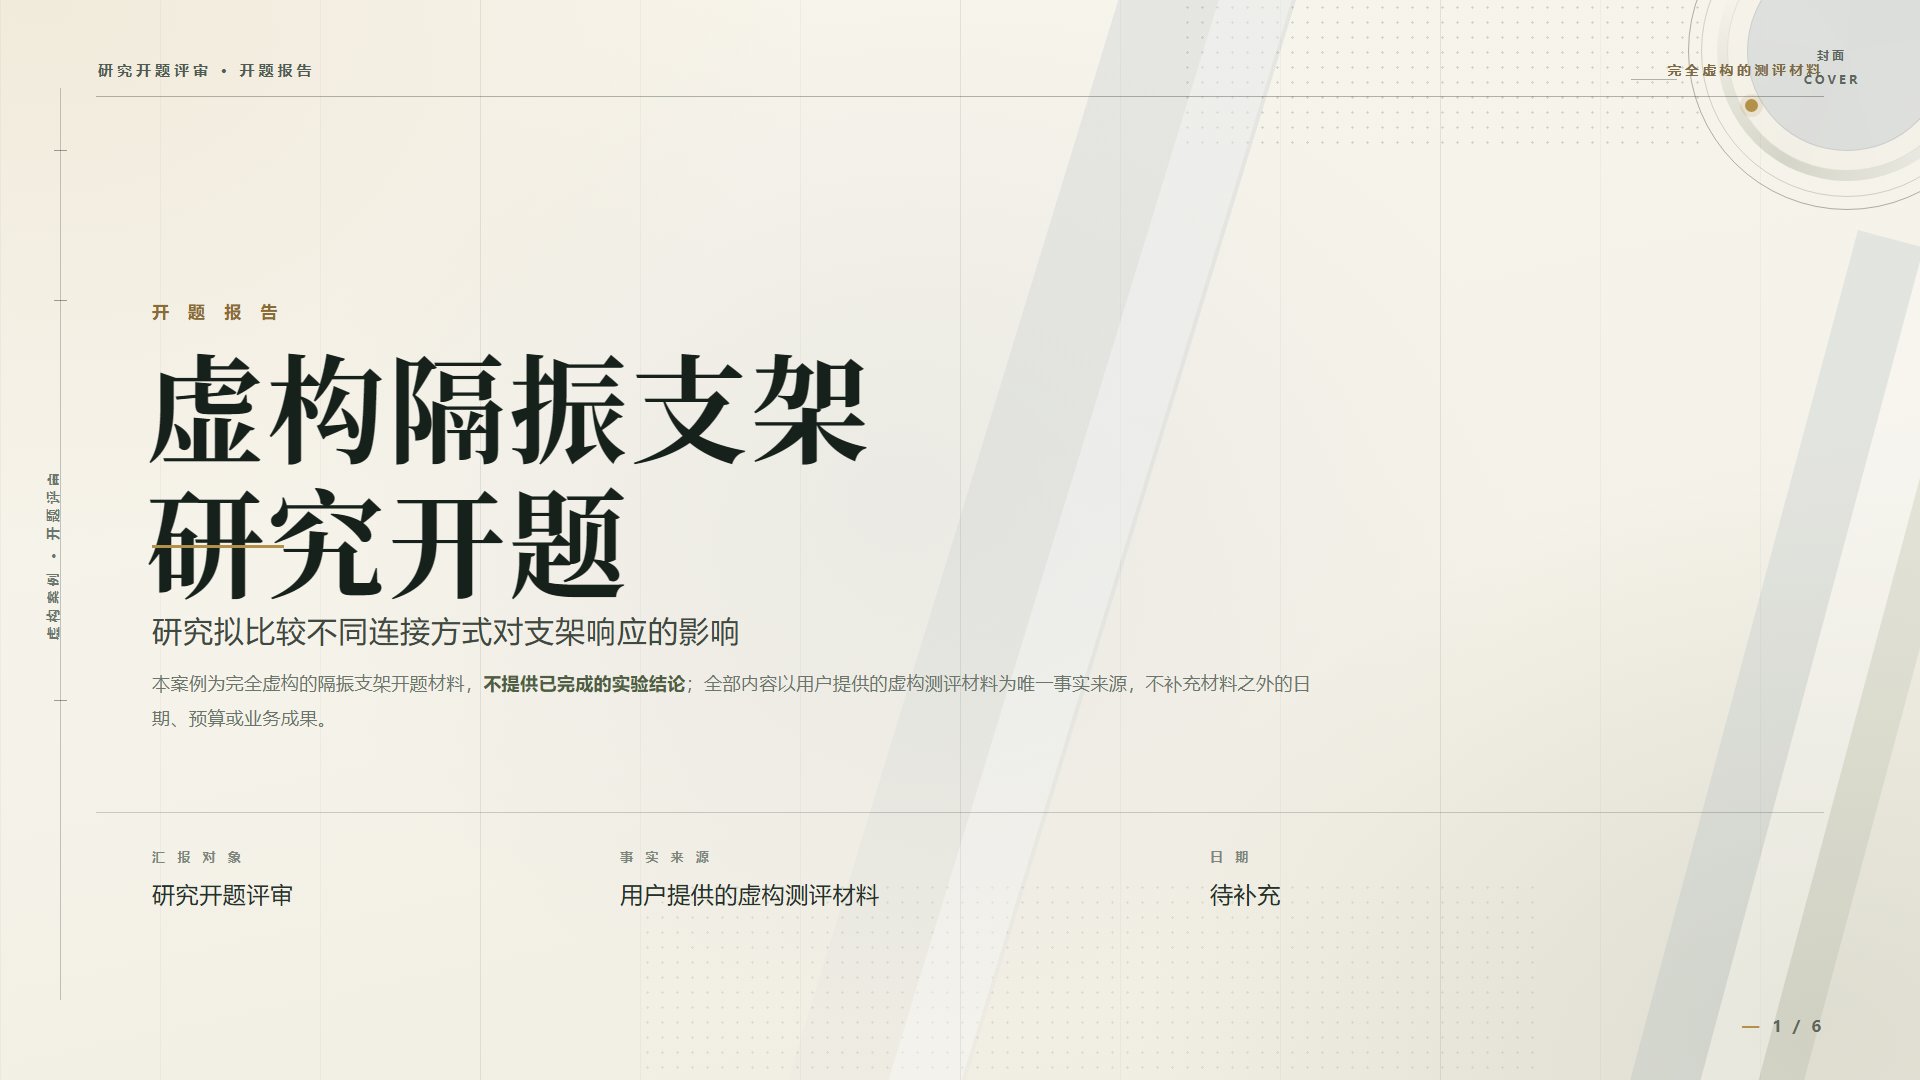 研究开题评审 • 开题报告
完全虚构的测评材料
封面
COVER
虚构案例 • 开题评审
开题报告
虚构隔振支架
研究开题
研究拟比较不同连接方式对支架响应的影响
本案例为完全虚构的隔振支架开题材料，不提供已完成的实验结论；全部内容以用户提供的虚构测评材料为唯一事实来源，不补充材料之外的日
期、预算或业务成果。
汇报对象
研究开题评审
事实来源
用户提供的虚构测评材料
日期
待补充
1 / 6